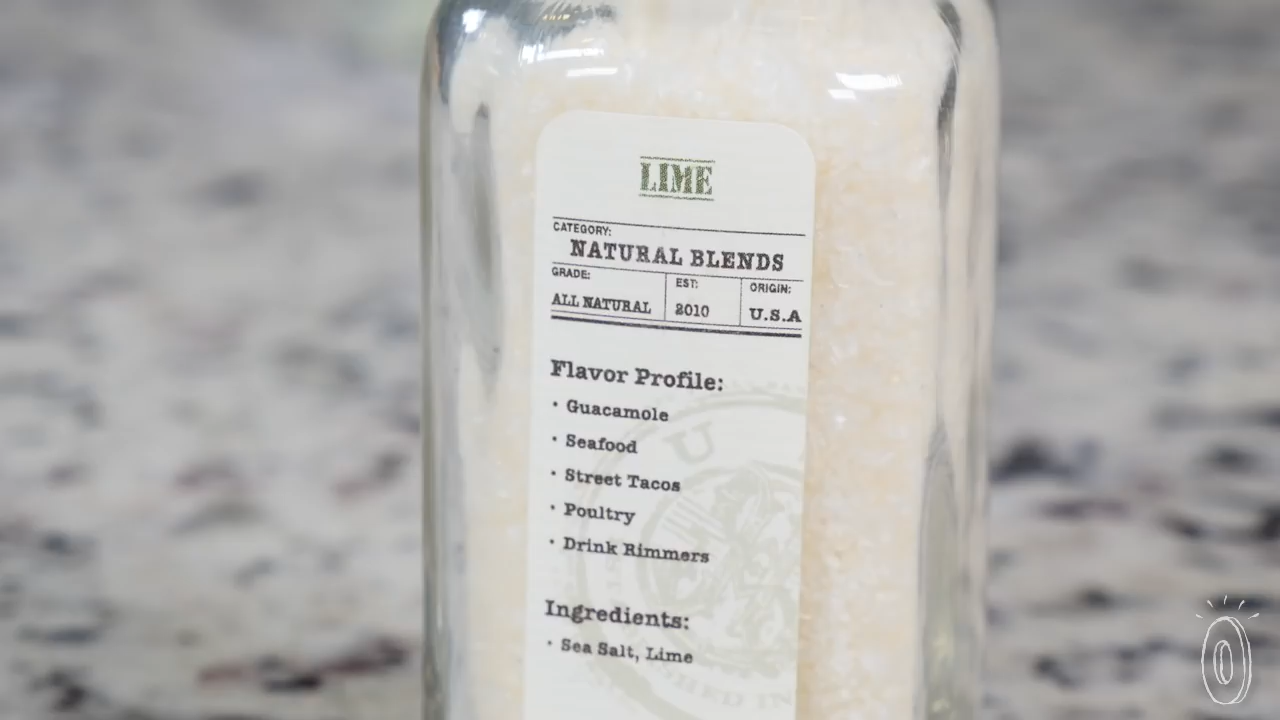 LIME
CATEGORY:
NATURAL BLENDS
GRADE:
ALL NATURAL
EST:
2010
ORIGIN:
U.S.A
Flavor Profile:
• Guacamole
• Seafood
• Street Tacos
• Poultry
• Drink Rimmers
Ingredients:
• Sea Salt, Lime